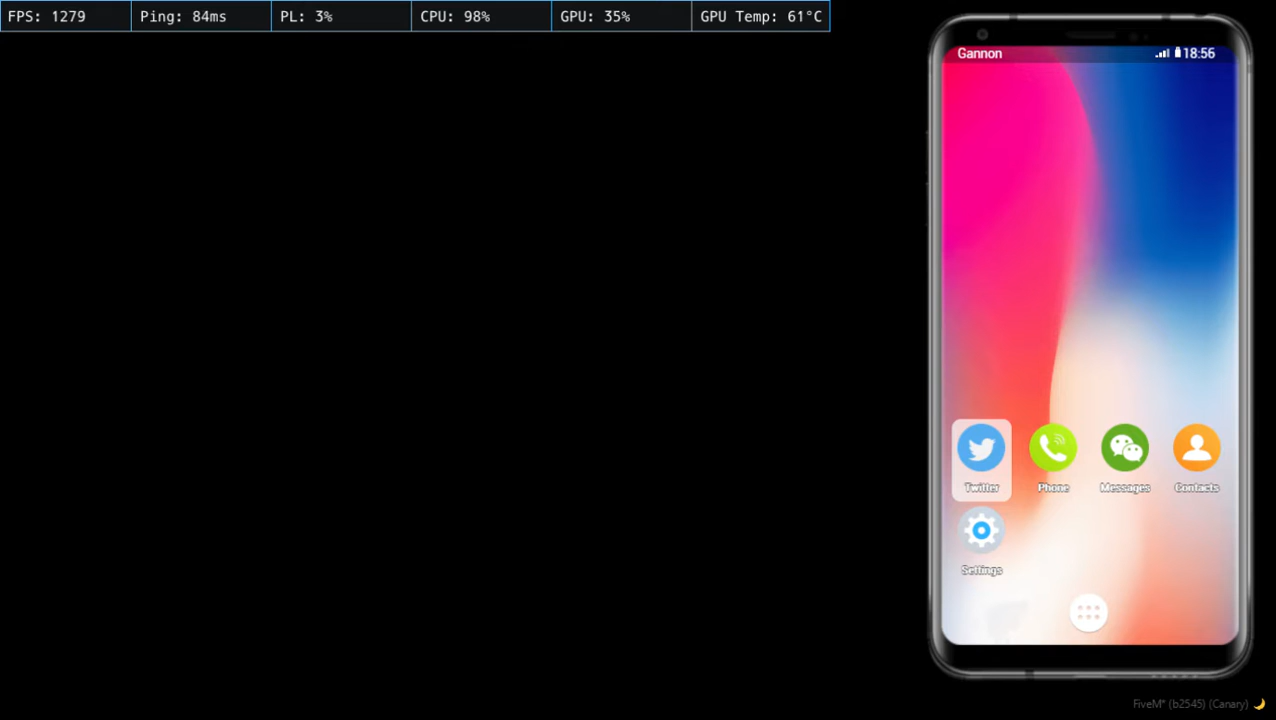 FPS: 1279 Ping: 84ms PL: 3% CPU: 98% GPU: 35% GPU Temp: 61°C
Gannon 18:56
Twitter Phone Messages Contacts
Settings
FiveM* (b2545) (Canary)